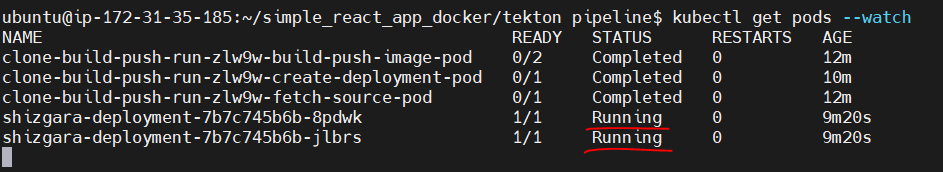 ubuntu@ip-172-31-35-185:~/simple_react_app_docker/tekton pipeline$ kubectl get pods --watch
NAME READY STATUS RESTARTS AGE
clone-build-push-run-zlw9w-build-push-image-pod 0/2 Completed 0 12m
clone-build-push-run-zlw9w-create-deployment-pod 0/1 Completed 0 10m
clone-build-push-run-zlw9w-fetch-source-pod 0/1 Completed 0 12m
shizgara-deployment-7b7c745b6b-8pdwk 1/1 Running 0 9m20s
shizgara-deployment-7b7c745b6b-jlbrs 1/1 Running 0 9m20s